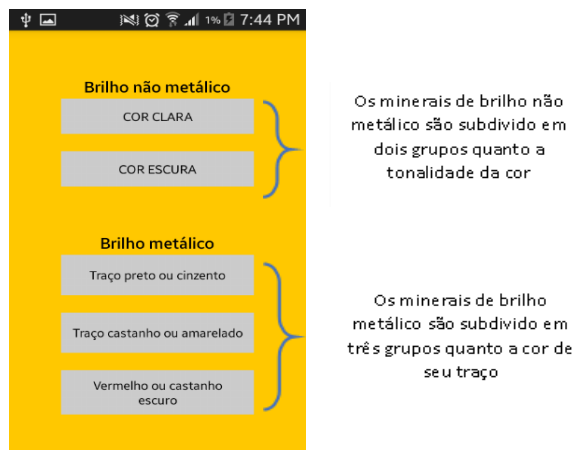 1% 7:44 PM
Brilho não metálico
COR CLARA
COR ESCURA
Os minerais de brilho não
metálico são subdivido em
dois grupos quanto a
tonalidade da cor
Brilho metálico
Traço preto ou cinzento
Traço castanho ou amarelado
Vermelho ou castanho
escuro
Os minerais de brilho
metálico são subdivido em
três grupos quanto a cor de
seu traço